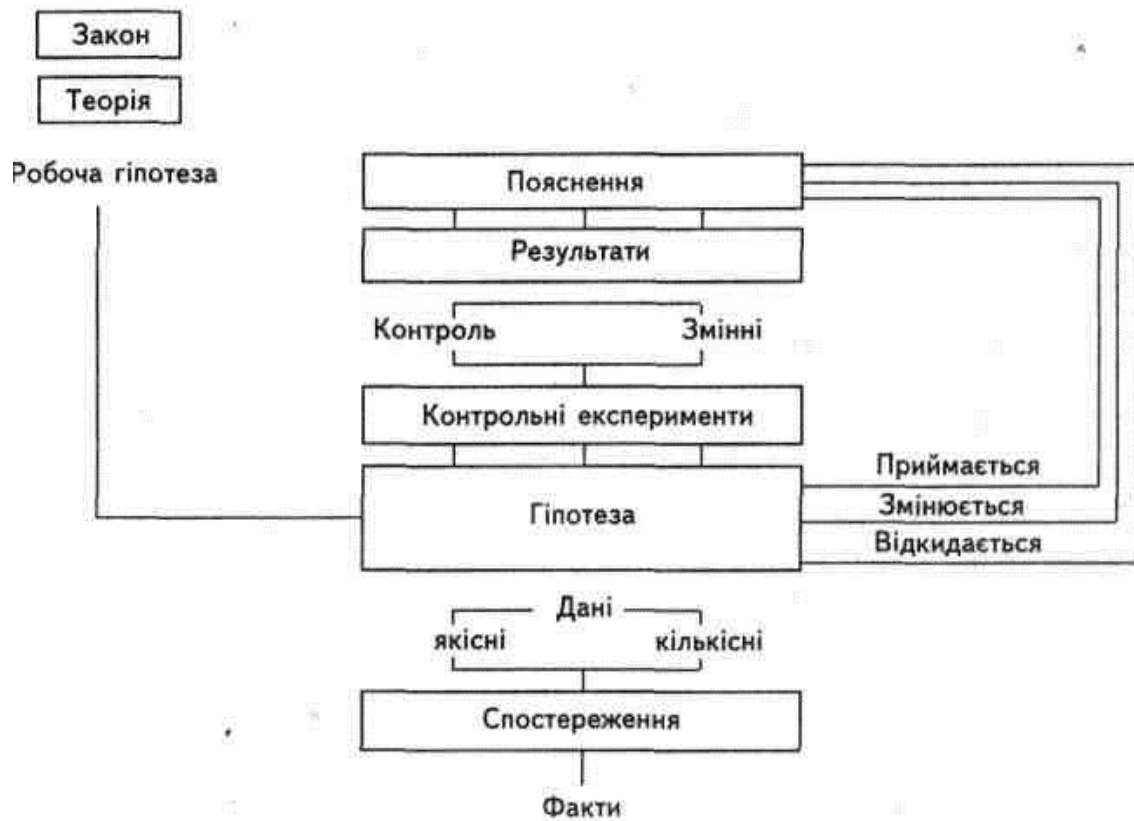 Закон
Теорія
Робоча гіпотеза
Пояснення
Результати
Контроль Змінні
Контрольні експерименти
Приймається
Гіпотеза
Змінюється
Відкидається
Дані
якісні кількісні
Спостереження
Факти